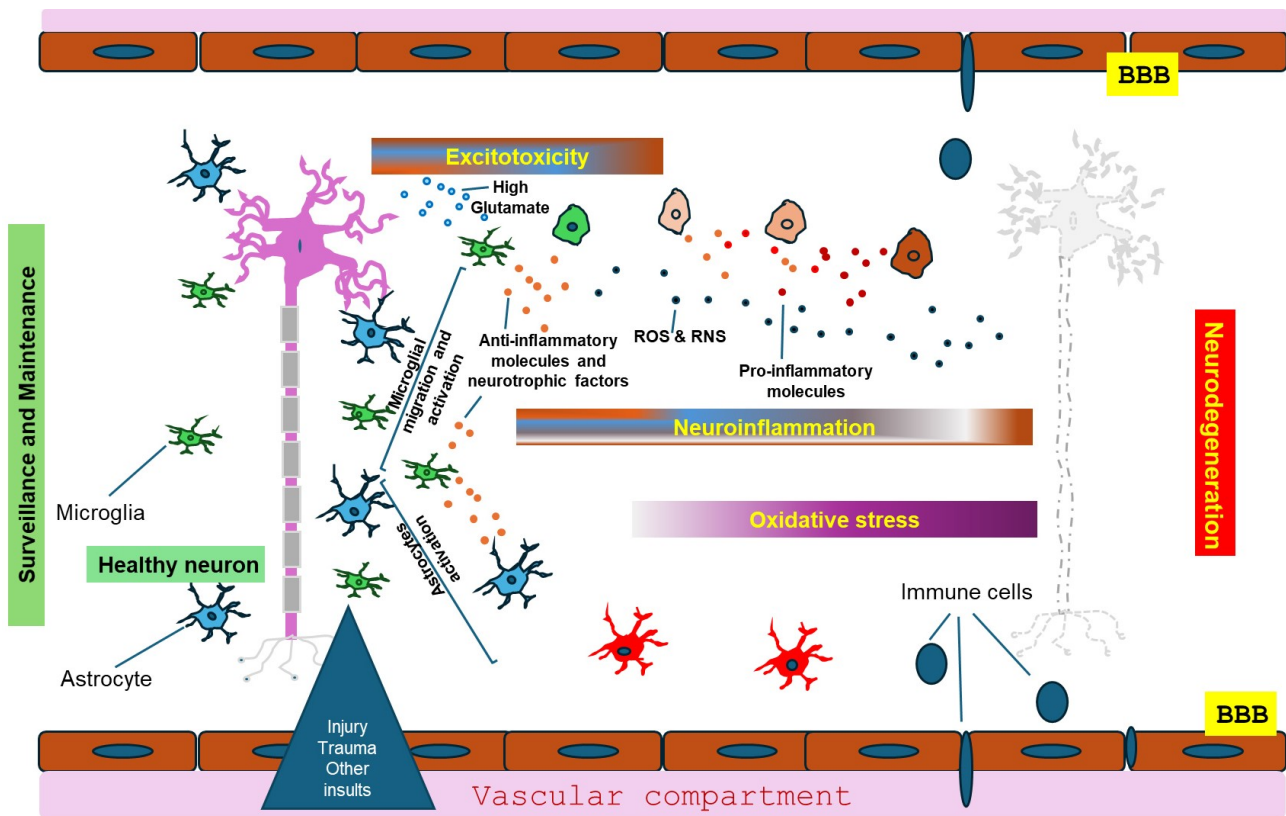 BBB
Excitotoxicity
High
Glutamate
Surveillance and Maintenance
Microglial
migration and
activation
Anti-inflammatory
molecules and
neurotrophic factors
ROS & RNS
Pro-inflammatory
molecules
Neuroinflammation
Neurodegeneration
Microglia
Oxidative stress
Healthy neuron
Astrocytes
activation
Immune cells
Astrocyte
BBB
Injury
Trauma
Other
insults
Vascular compartment